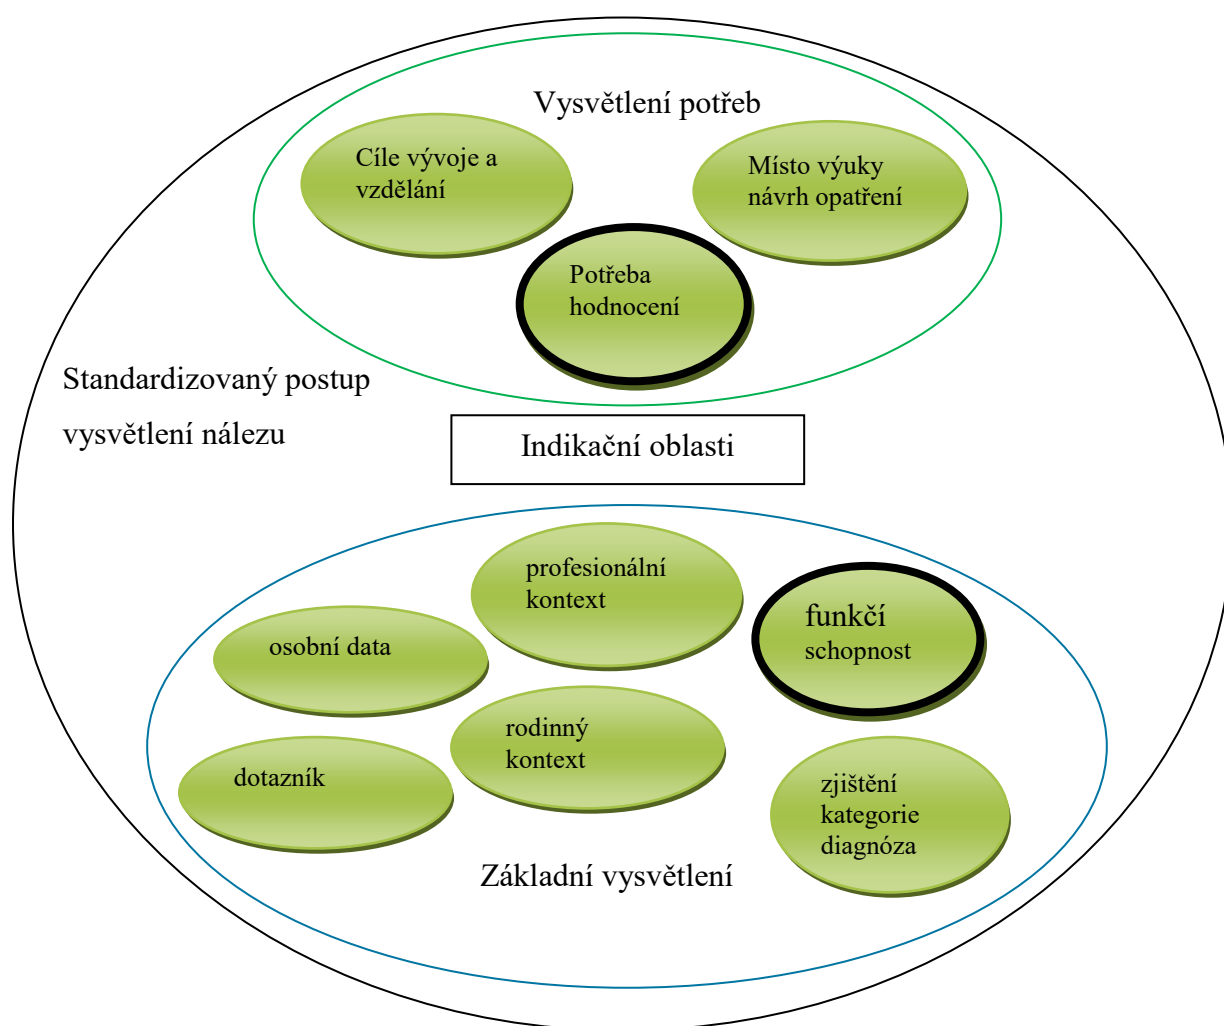 Vysvětlení potřeb
Cíle vývoje a
vzdělání
Místo výuky
návrh opatření
Potřeba
hodnocení
Standardizovaný postup
vysvětlení nálezu
Indikační oblasti
profesionální
kontext
funkčí
schopnost
osobní data
rodinný
kontext
dotazník
zjištění
kategorie
diagnóza
Základní vysvětlení